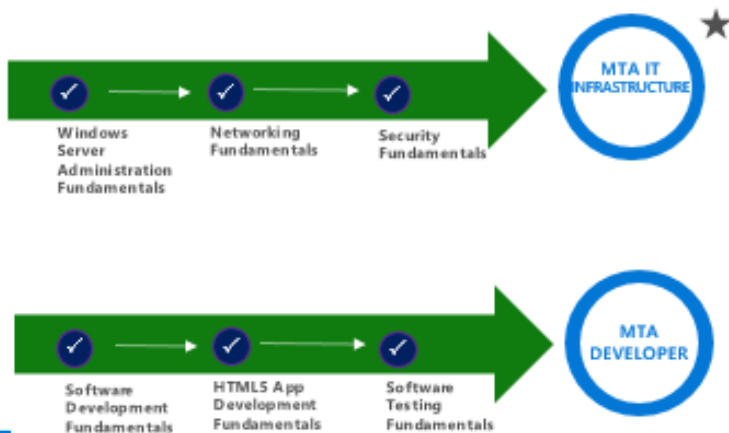 MTA IT
INFRASTRUCTURE
Windows
Server
Administration
Fundamentals
Networking
Fundamentals
Security
Fundamentals
MTA
DEVELOPER
Software
Development
Fundamentals
HTML5 App
Development
Fundamentals
Software
Testing
Fundamentals